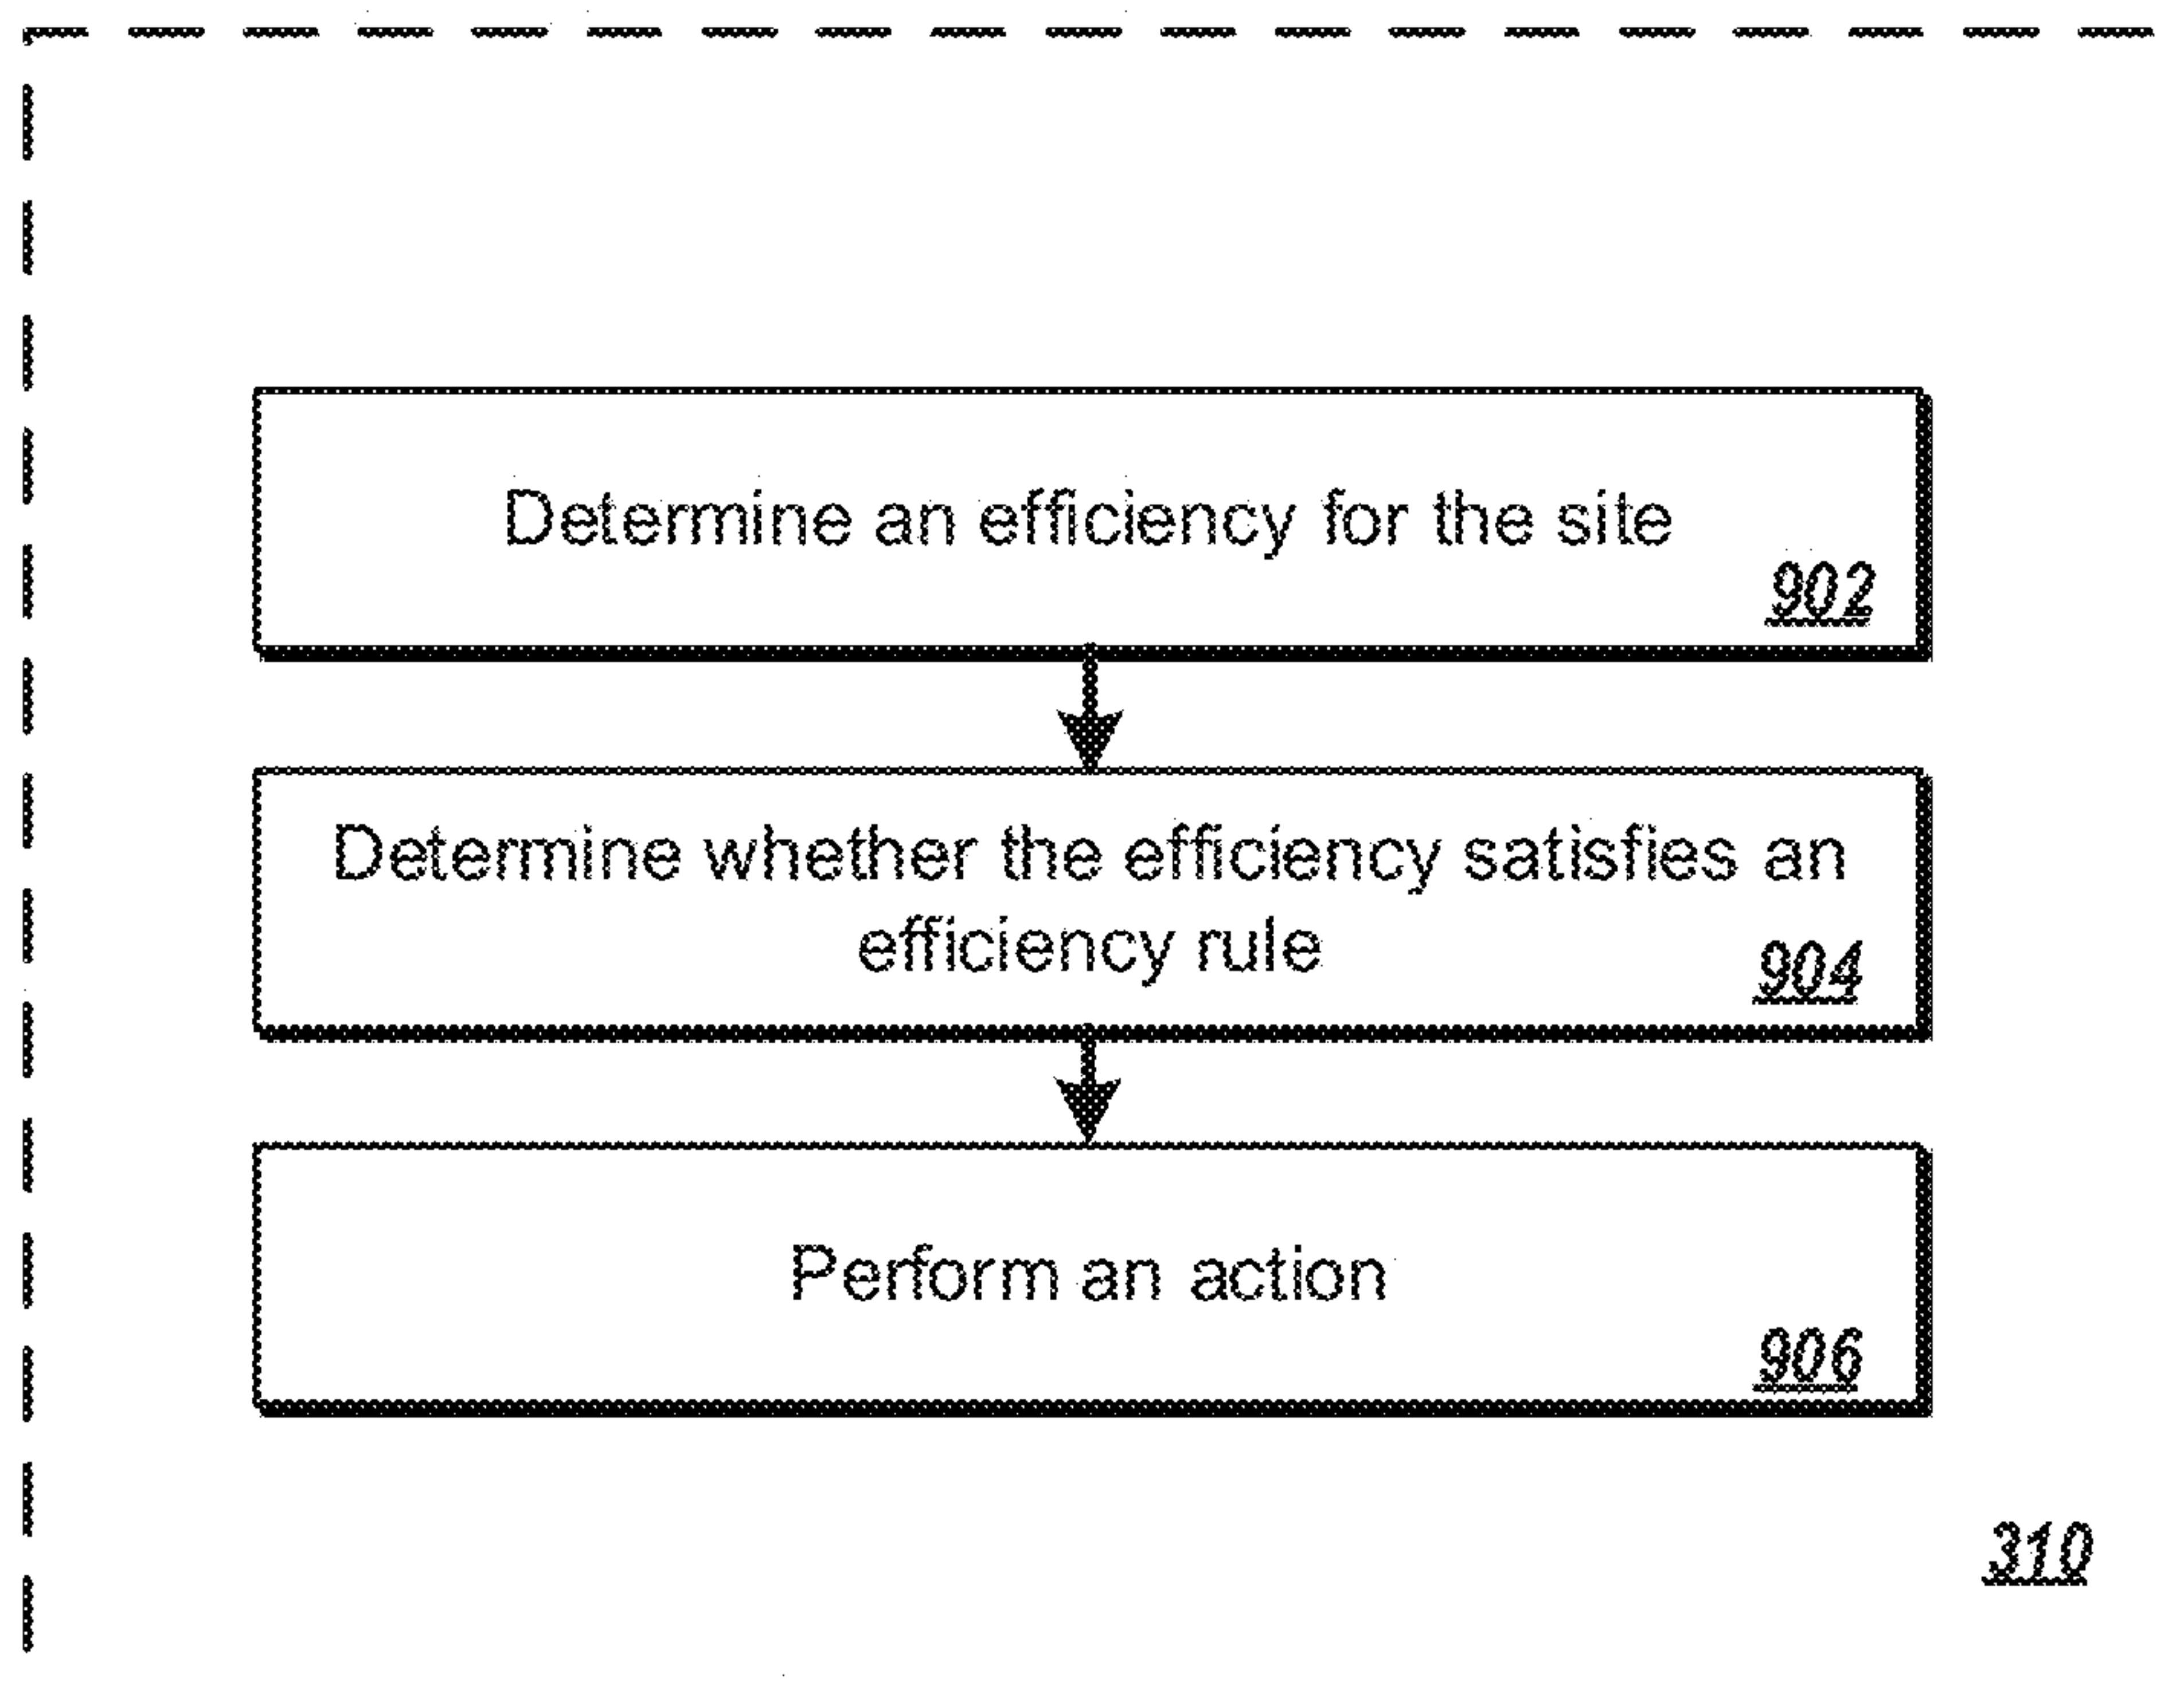 Determine an efficiency for the site
902
Determine whether the efficiency satisfies an
efficiency rule
904
Perform an action
906
310